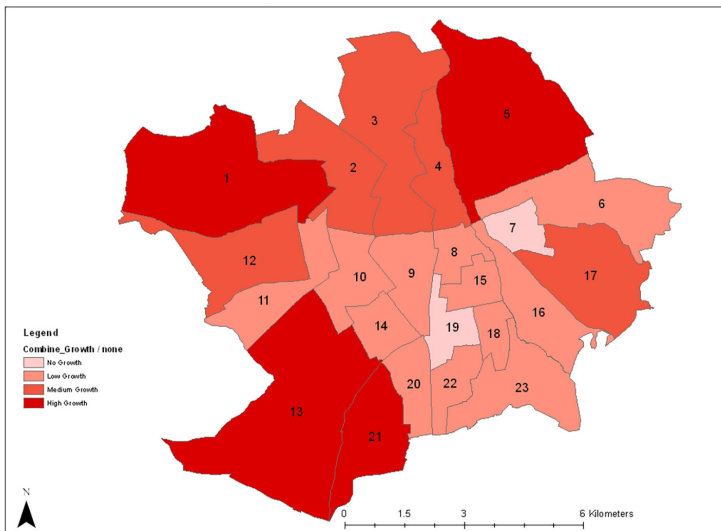 5
3
4
1
2
6
7
12
8
17
10
9
15
11
16
14
19
18
Legend
Combine_Growth / none
No Growth
Low Growth
Medium Growth
High Growth
20
22
23
13
21
N
0 1.5 3 6 Kilometers